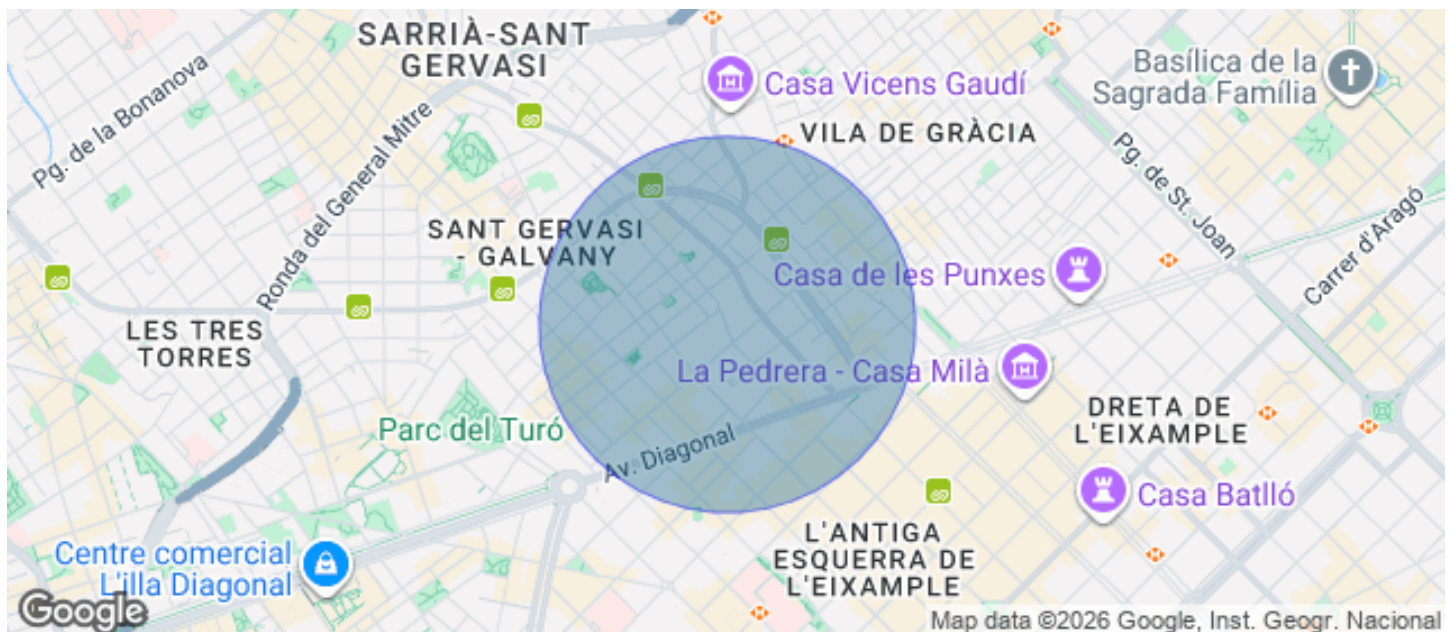 SARRIÀ-SANT
GERVASI
Casa Vicens Gaudí
Basílica de la
Sagrada Família
Pg. de la Bonanova
VILA DE GRÀCIA
Ronda del General Mitre
Pg. de St. Joan
Carrer d'Aragó
SANT GERVASI
- GALVANY
Casa de les Punxes
LES TRES
TORRES
La Pedrera - Casa Milà
Parc del Turó
Av. Diagonal
DRETA DE
L'EIXAMPLE
Casa Batlló
L'ANTIGA
ESQUERRA DE
L'EIXAMPLE
Centre comercial
L'illa Diagonal
Google
Map data ©2026 Google, Inst. Geogr. Nacional